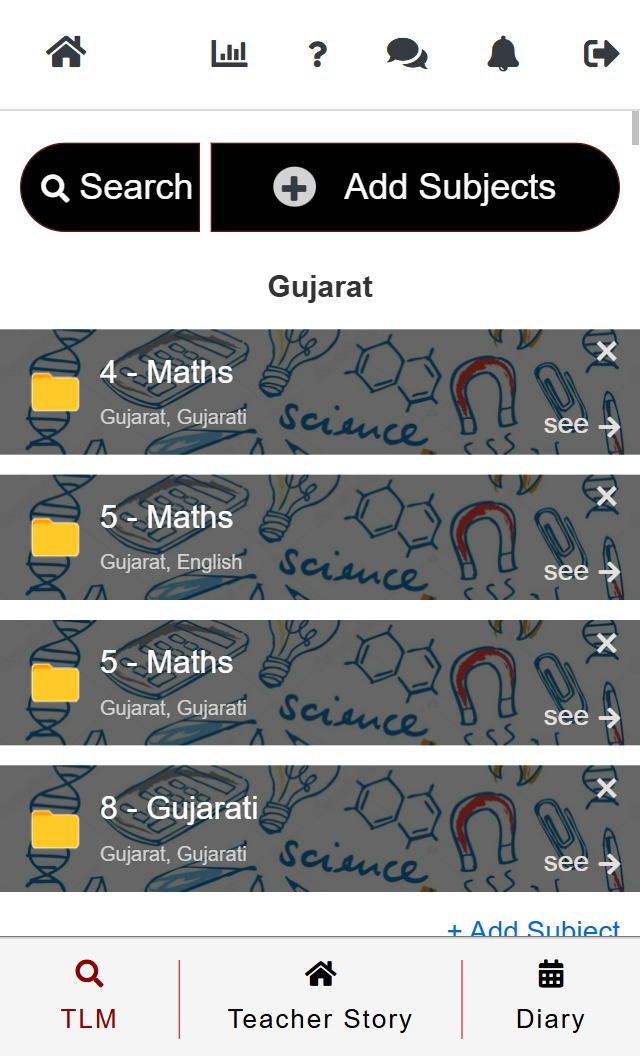 Search
Add Subjects
Gujarat
4 - Maths
Gujarat, Gujarati
Science
see
5 - Maths
Gujarat, English
Science
see
5 - Maths
Gujarat, Gujarati
Science
see
8 - Gujarati
Gujarat, Gujarati
Science
see
+ Add Subject
TLM
Teacher Story
Diary